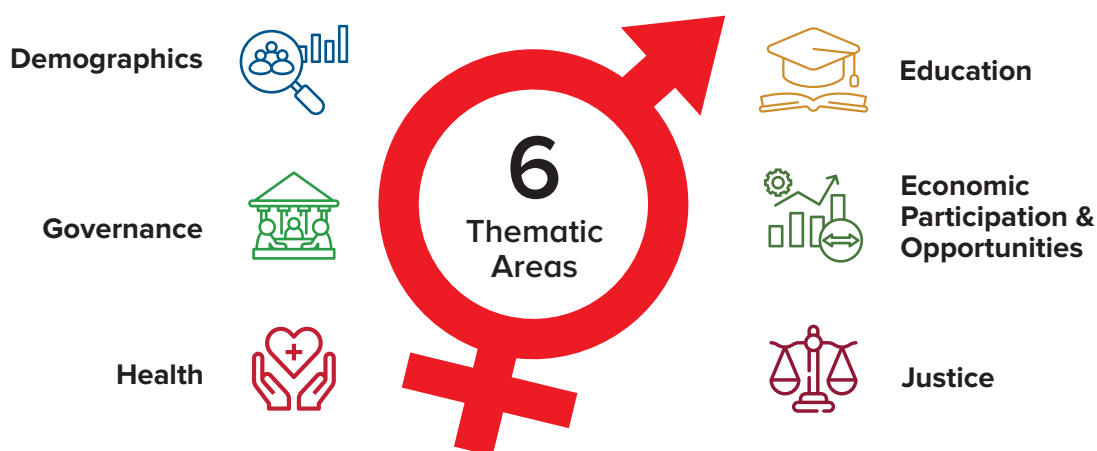 Demographics
Governance
Health
6
Thematic
Areas
Education
Economic
Participation &
Opportunities
Justice